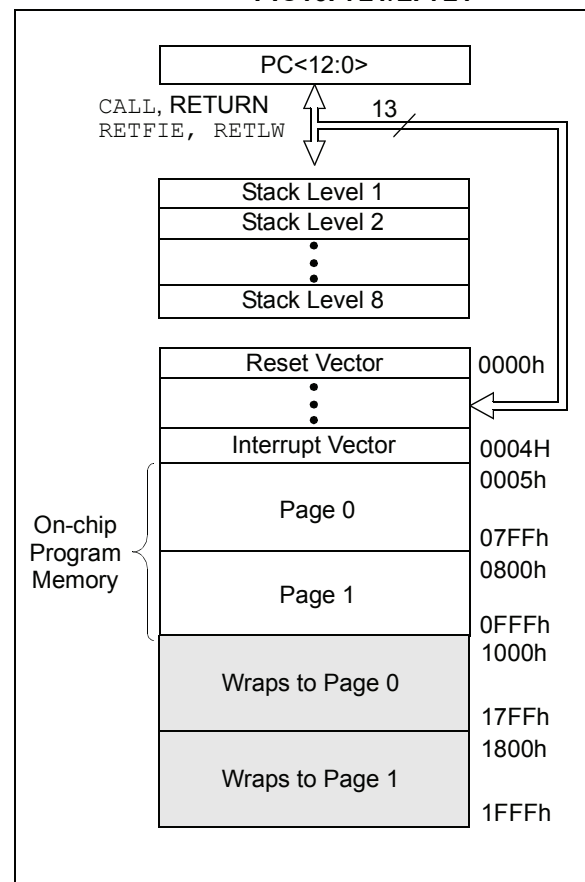 PC<12:0>
CALL, RETURN
RETFIE, RETLW
13
Stack Level 1
Stack Level 2
Stack Level 8
Reset Vector
0000h
Interrupt Vector
0004H
0005h
On-chip
Program
Memory
Page 0
07FFh
0800h
Page 1
0FFFh
1000h
Wraps to Page 0
17FFh
1800h
Wraps to Page 1
1FFFh